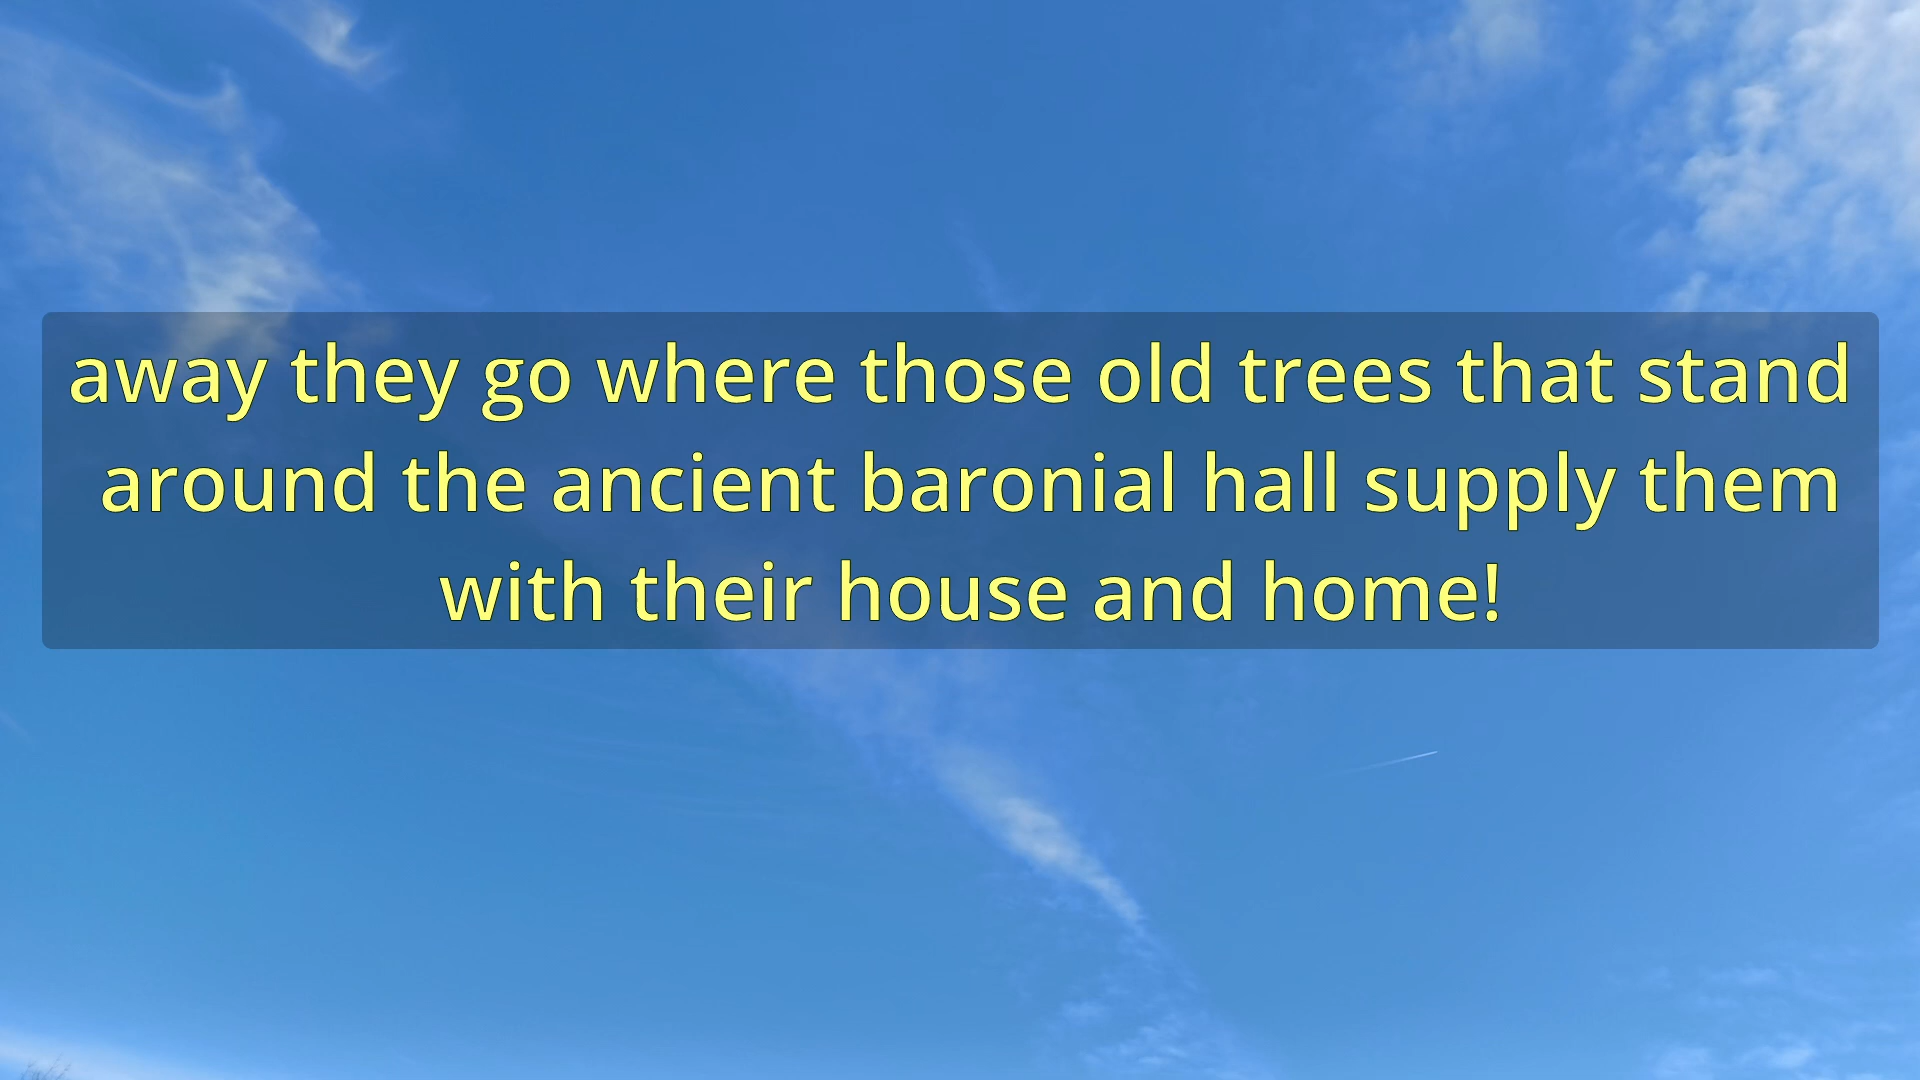 away they go where those old trees that stand
around the ancient baronial hall supply them
with their house and home!